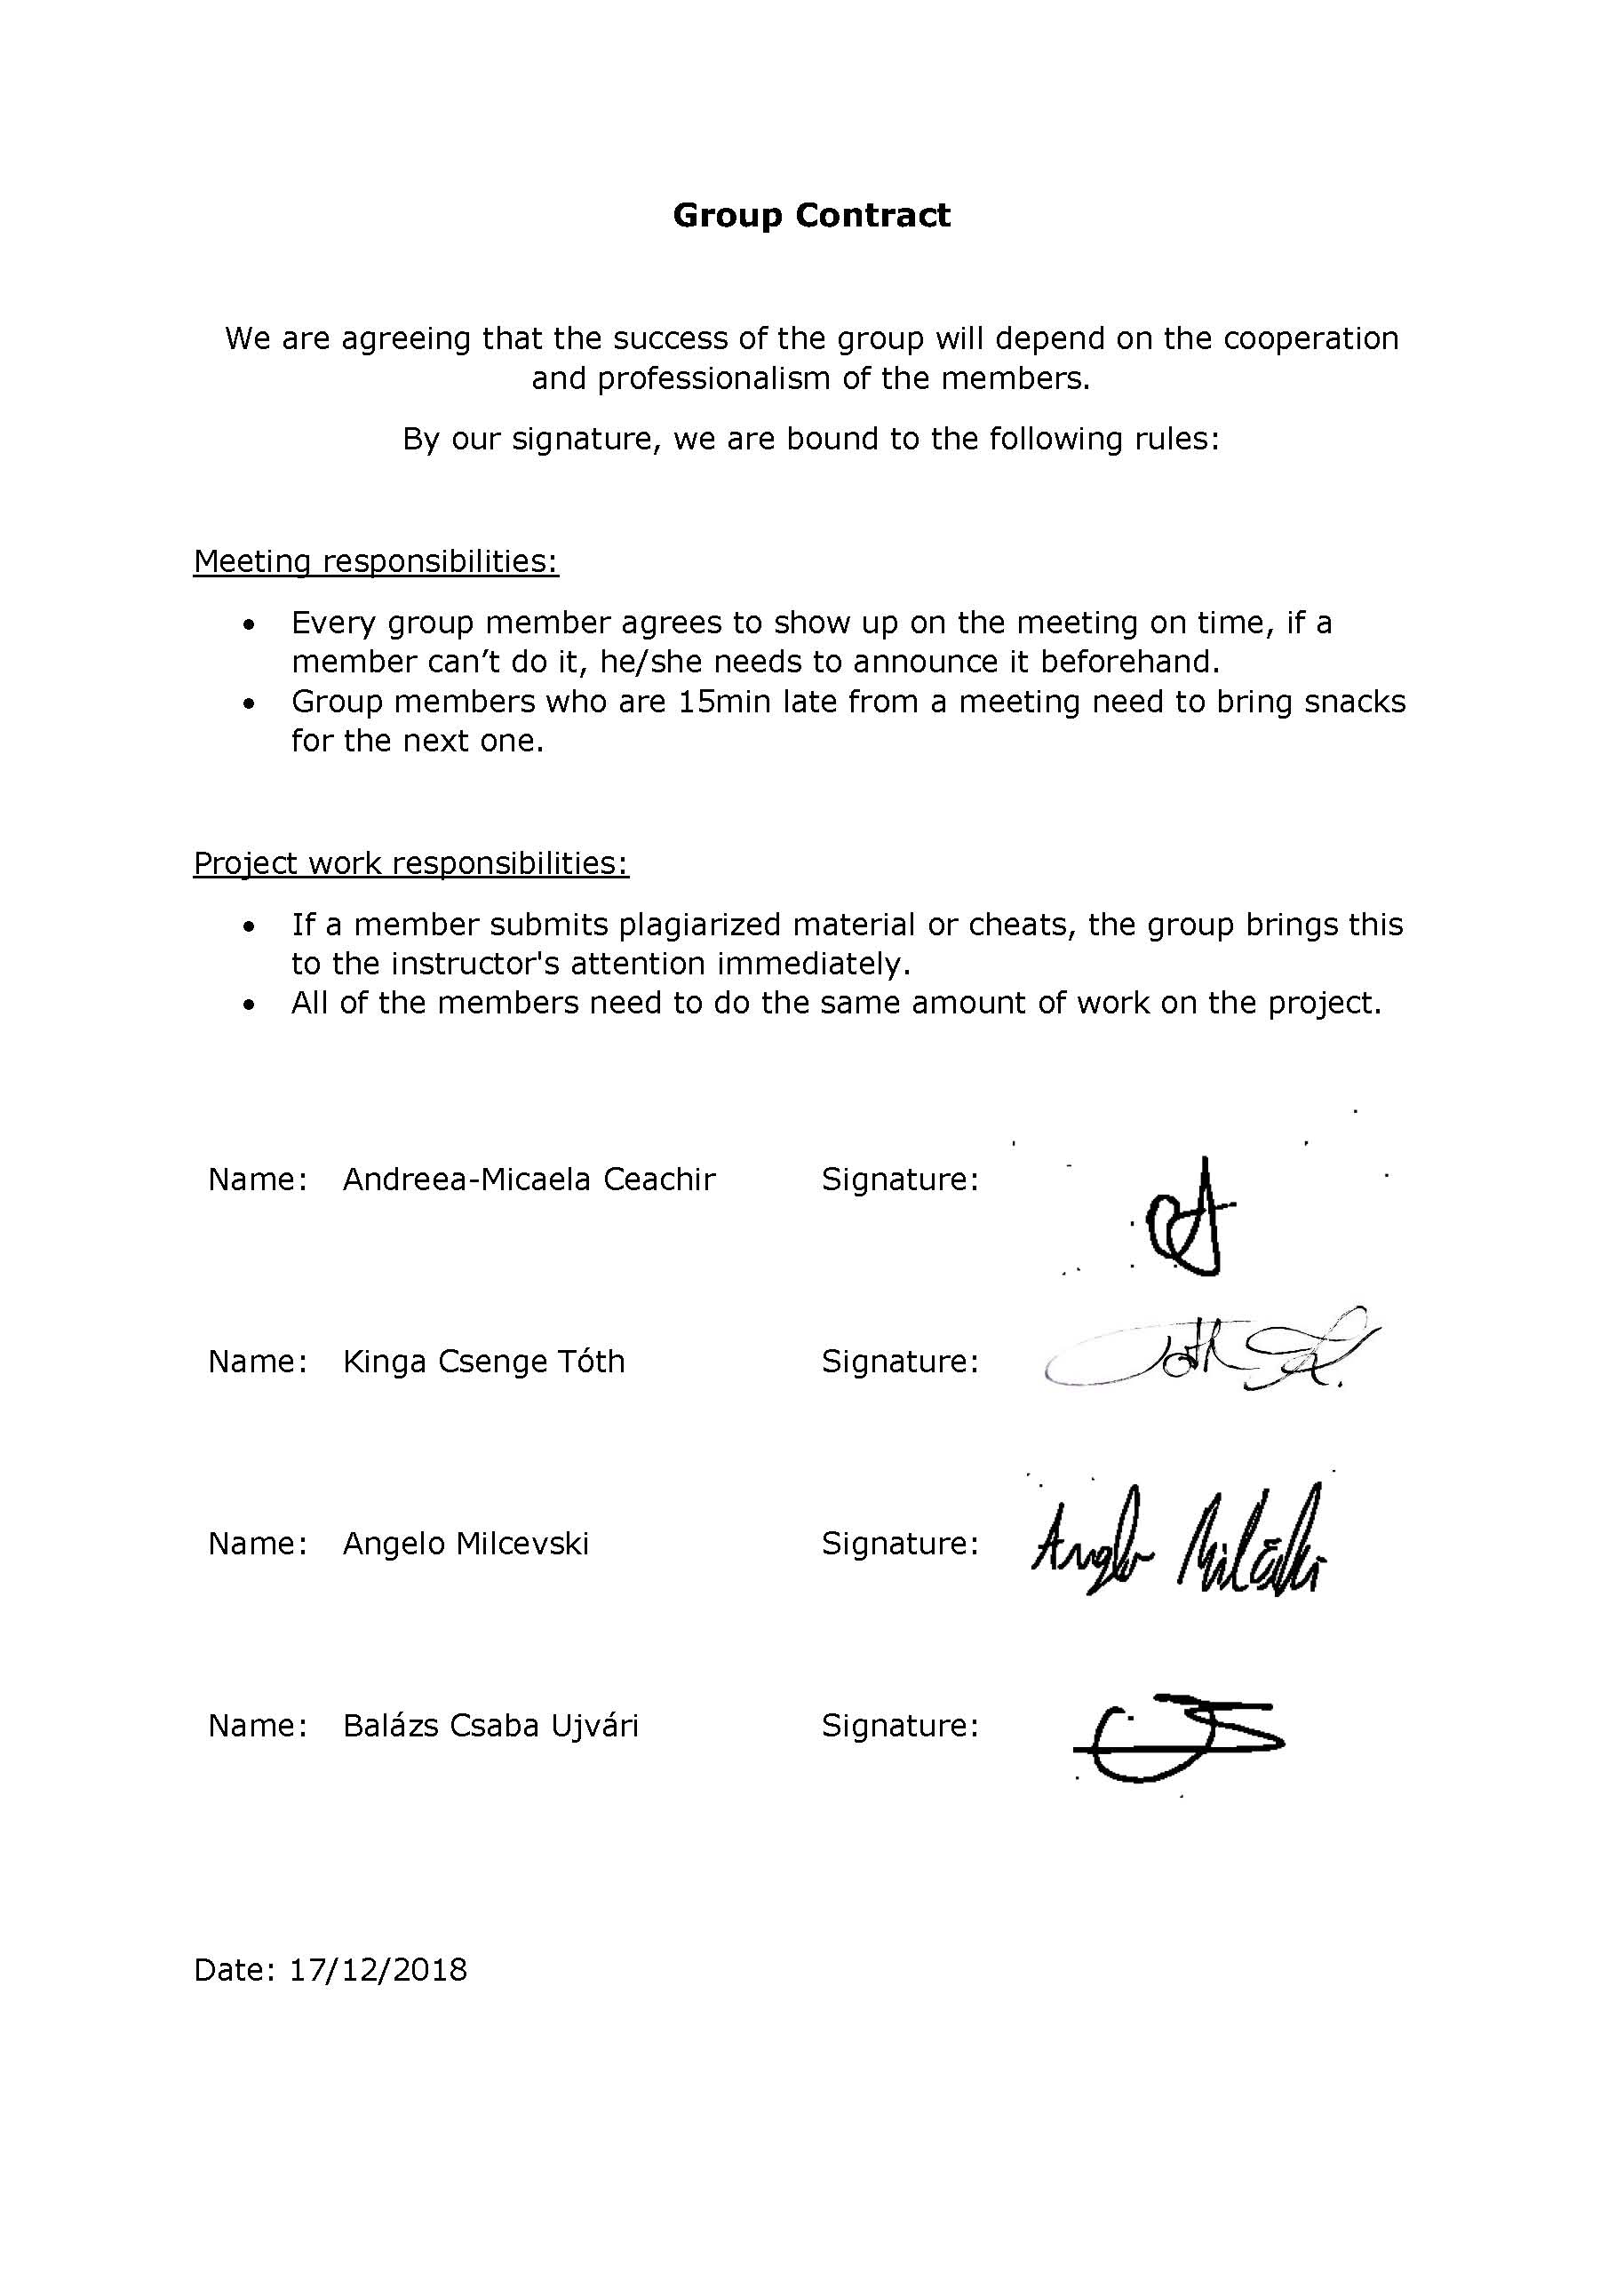 Group Contract
We are agreeing that the success of the group will depend on the cooperation
and professionalism of the members.
By our signature, we are bound to the following rules:
Meeting responsibilities:
• Every group member agrees to show up on the meeting on time, if a
member can’t do it, he/she needs to announce it beforehand.
• Group members who are 15min late from a meeting need to bring snacks
for the next one.
Project work responsibilities:
• If a member submits plagiarized material or cheats, the group brings this
to the instructor's attention immediately.
• All of the members need to do the same amount of work on the project.
Name: Andreea-Micaela Ceachir Signature:
Name: Kinga Csenge Tóth Signature: Tóth K.
Name: Angelo Milcevski Signature: Angelo Milcevski
Name: Balázs Csaba Ujvári Signature:
Date: 17/12/2018